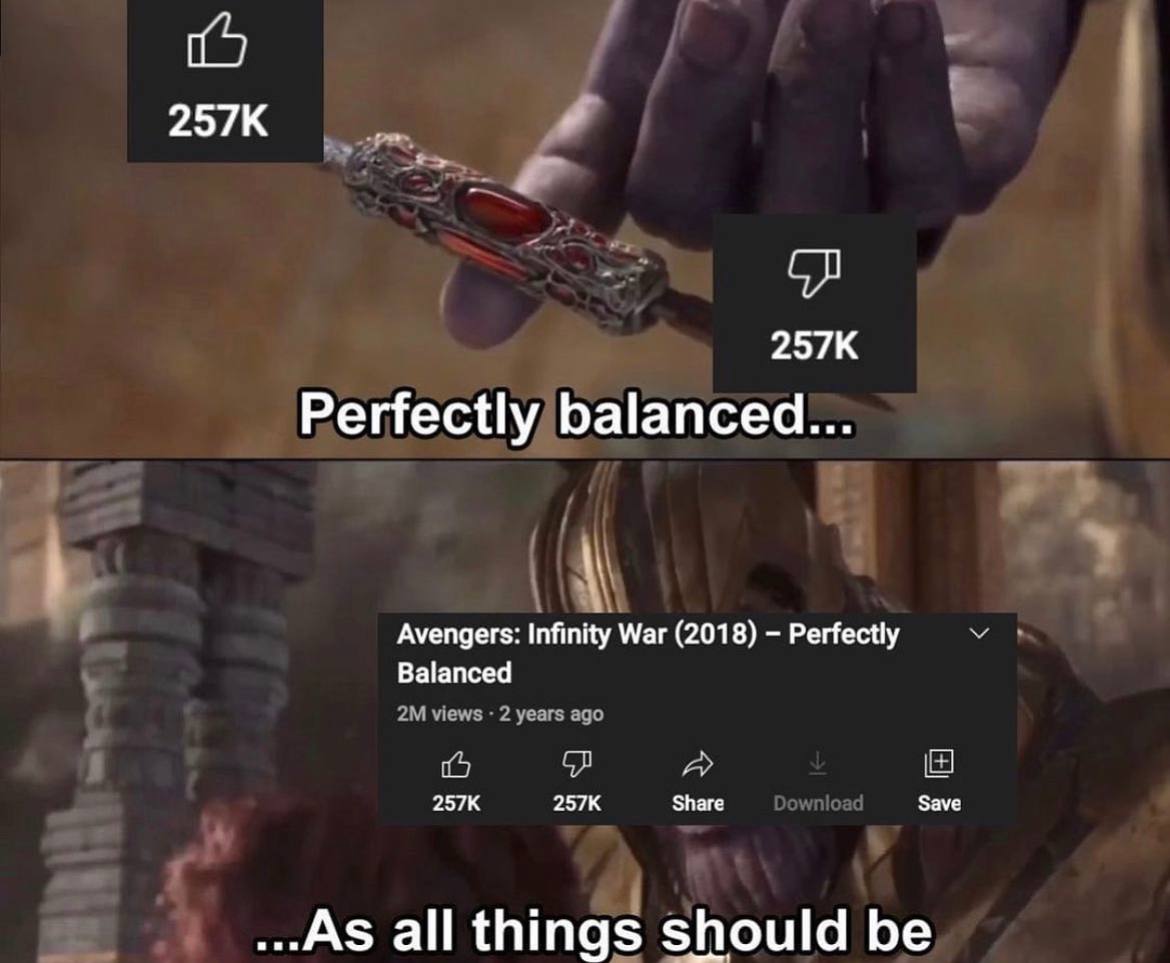 257K
257K
Perfectly balanced...
Avengers: Infinity War (2018) – Perfectly
Balanced
2M views · 2 years ago
257K 257K Share Download Save
...As all things should be